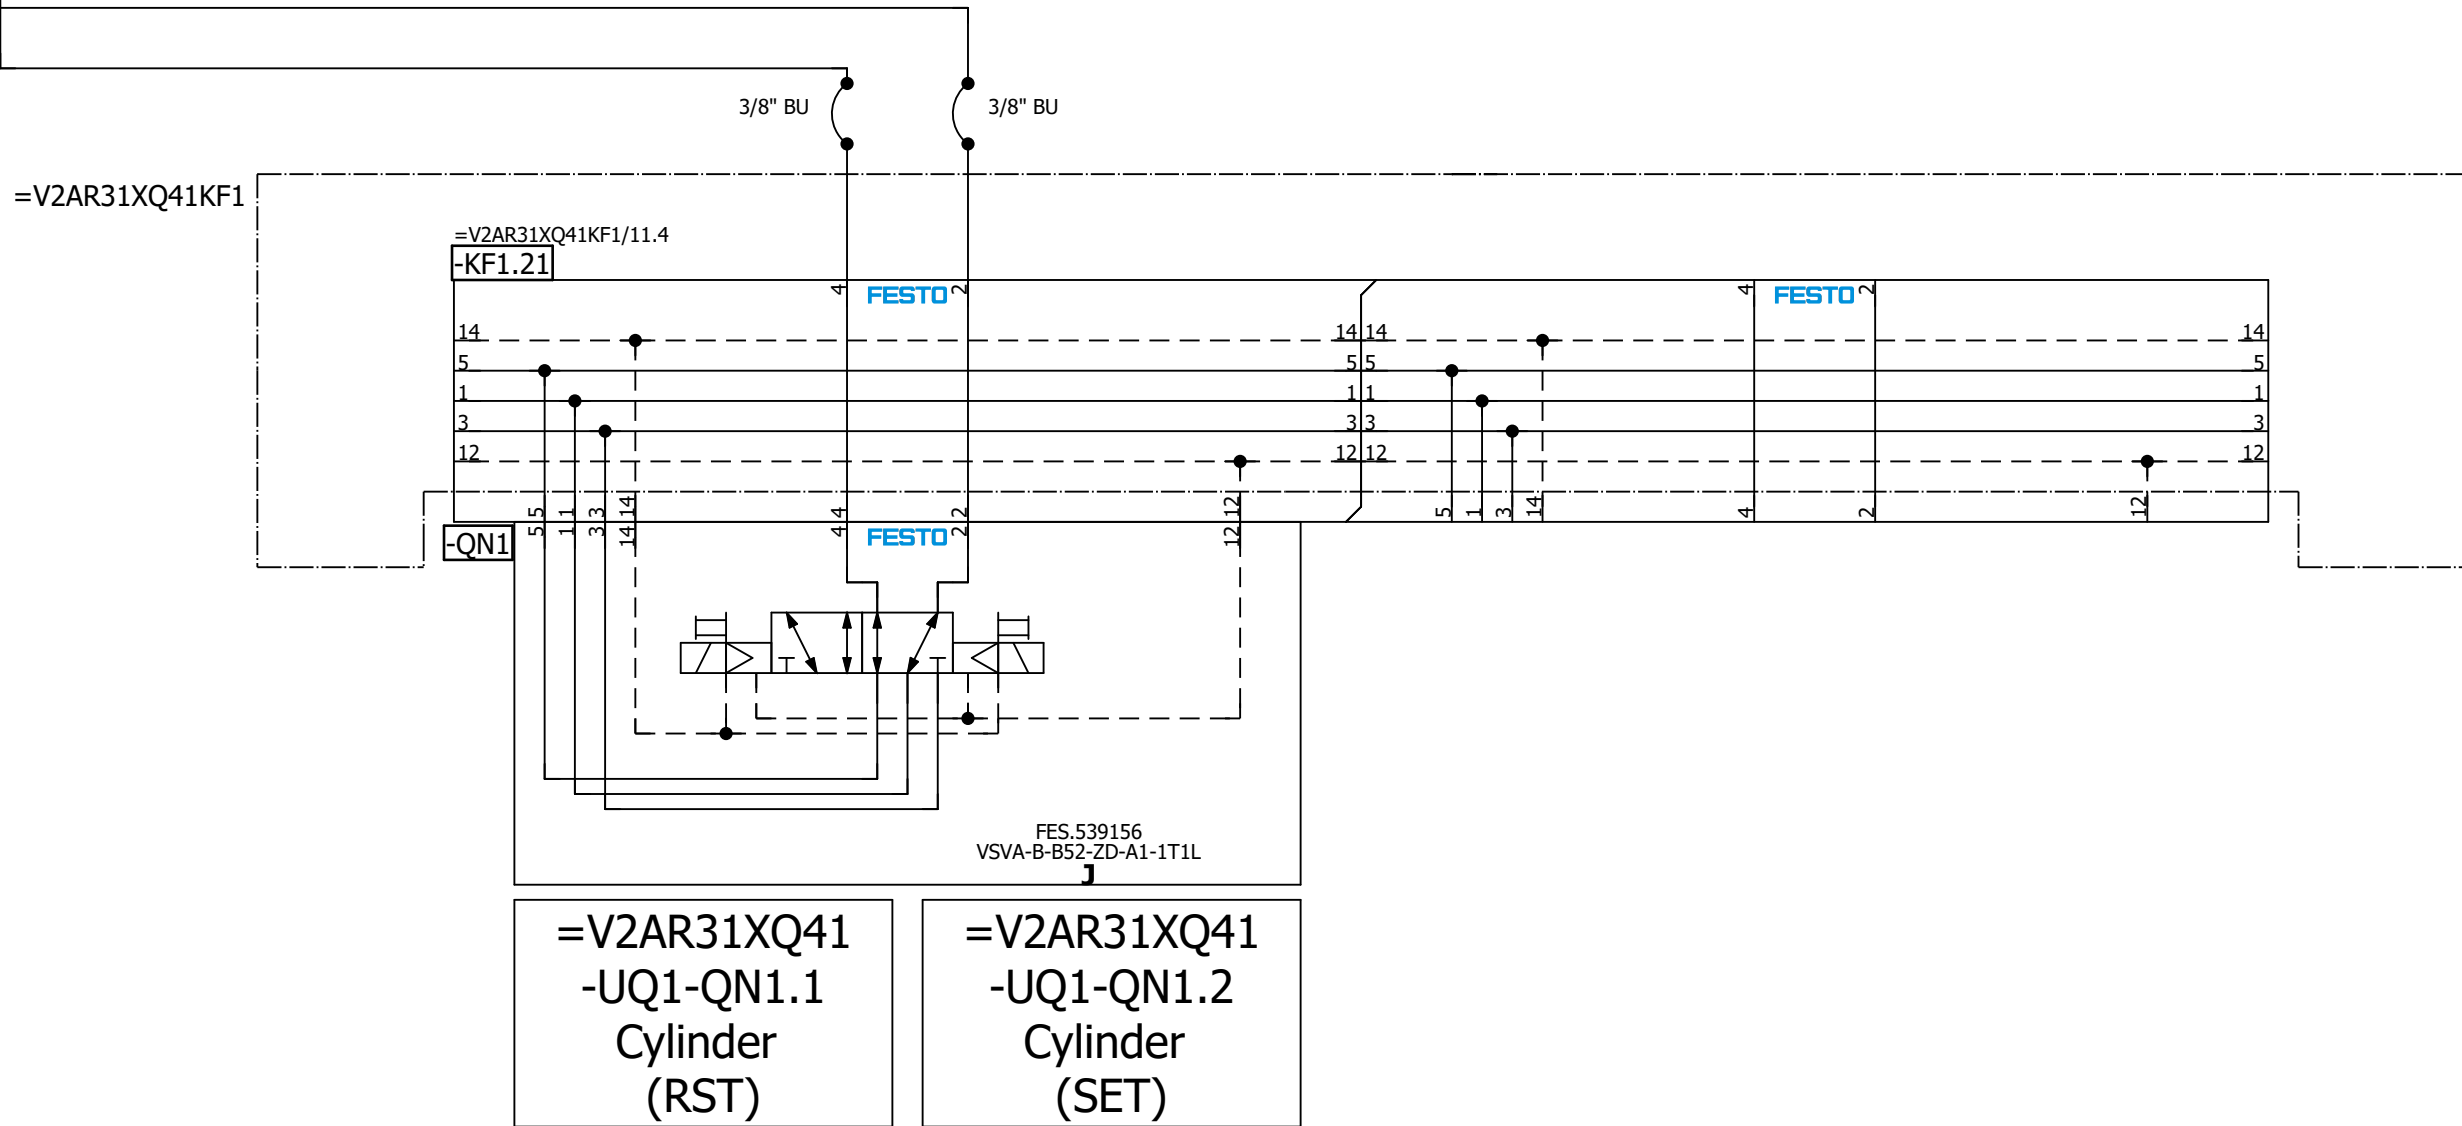 3/8" BU
3/8" BU
=V2AR31XQ41KF1
=V2AR31XQ41KF1/11.4
-KF1.21
4
FESTO
2
4
FESTO
2
14
14
14
14
5
5
5
5
1
1
1
1
3
3
3
3
12
12
12
12
5
1
3
14
4
2
12
5
1
3
14
4
2
12
-QN1
5
1
3
14
4
FESTO
2
12
FES.539156
VSVA-B-B52-ZD-A1-1T1L
J
=V2AR31XQ41
-UQ1-QN1.1
Cylinder
(RST)
=V2AR31XQ41
-UQ1-QN1.2
Cylinder
(SET)